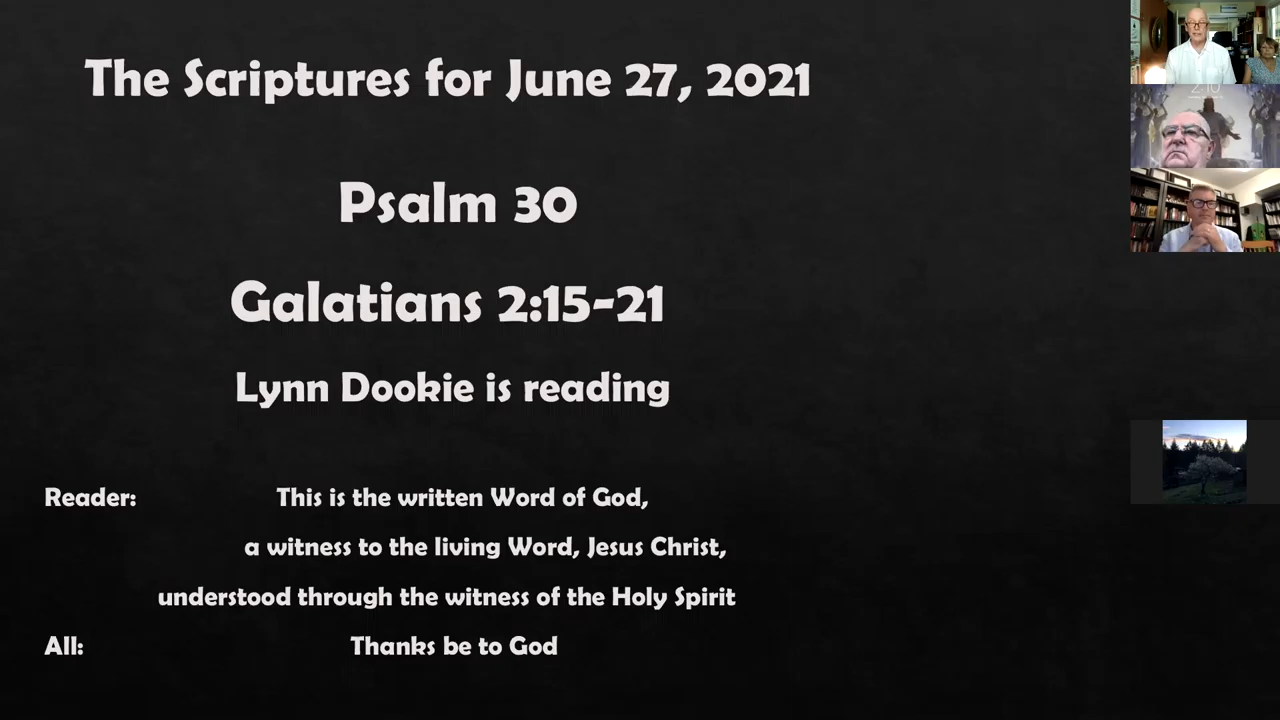 The Scriptures for June 27, 2021
Psalm 30
Galatians 2:15-21
Lynn Dookie is reading
Reader: This is the written Word of God,
a witness to the living Word, Jesus Christ,
understood through the witness of the Holy Spirit
All: Thanks be to God
2:10